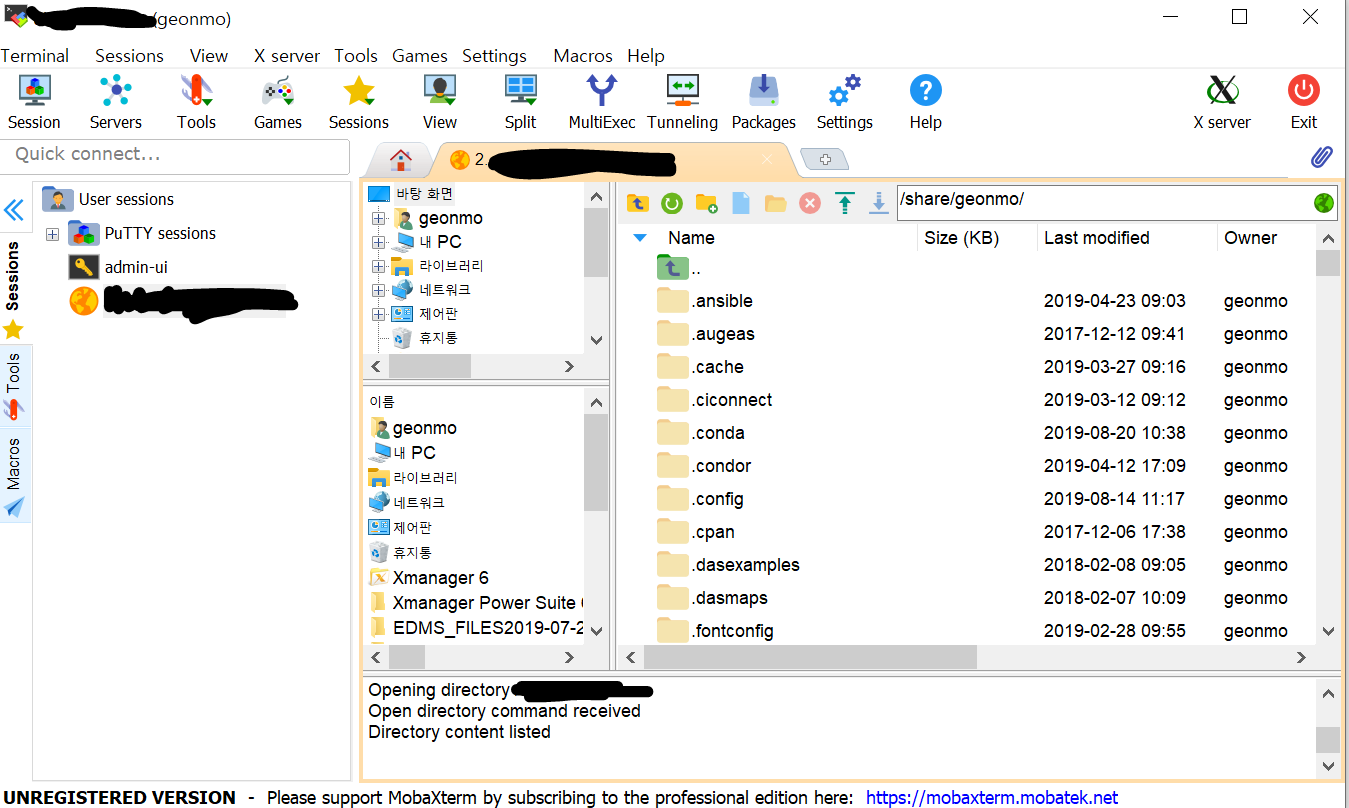 (geonmo)
Terminal Sessions View X server Tools Games Settings Macros Help
Session Servers Tools Games Sessions View Split MultiExec Tunneling Packages Settings Help X server Exit
Quick connect...
2.
Sessions
Tools
Macros
User sessions
PuTTY sessions
admin-ui
바탕 화면
geonmo
내 PC
라이브러리
네트워크
제어판
휴지통
이름
geonmo
내 PC
라이브러리
네트워크
제어판
휴지통
Xmanager 6
Xmanager Power Suite
EDMS_FILES2019-07-2
/share/geonmo/
Name Size (KB) Last modified Owner
..
.ansible 2019-04-23 09:03 geonmo
.augeas 2017-12-12 09:41 geonmo
.cache 2019-03-27 09:16 geonmo
.ciconnect 2019-03-12 09:12 geonmo
.conda 2019-08-20 10:38 geonmo
.condor 2019-04-12 17:09 geonmo
.config 2019-08-14 11:17 geonmo
.cpan 2017-12-06 17:38 geonmo
.dasexamples 2018-02-08 09:05 geonmo
.dasmaps 2018-02-07 10:09 geonmo
.fontconfig 2019-02-28 09:55 geonmo
Opening directory
Open directory command received
Directory content listed
UNREGISTERED VERSION - Please support MobaXterm by subscribing to the professional edition here: https://mobaxterm.mobatek.net